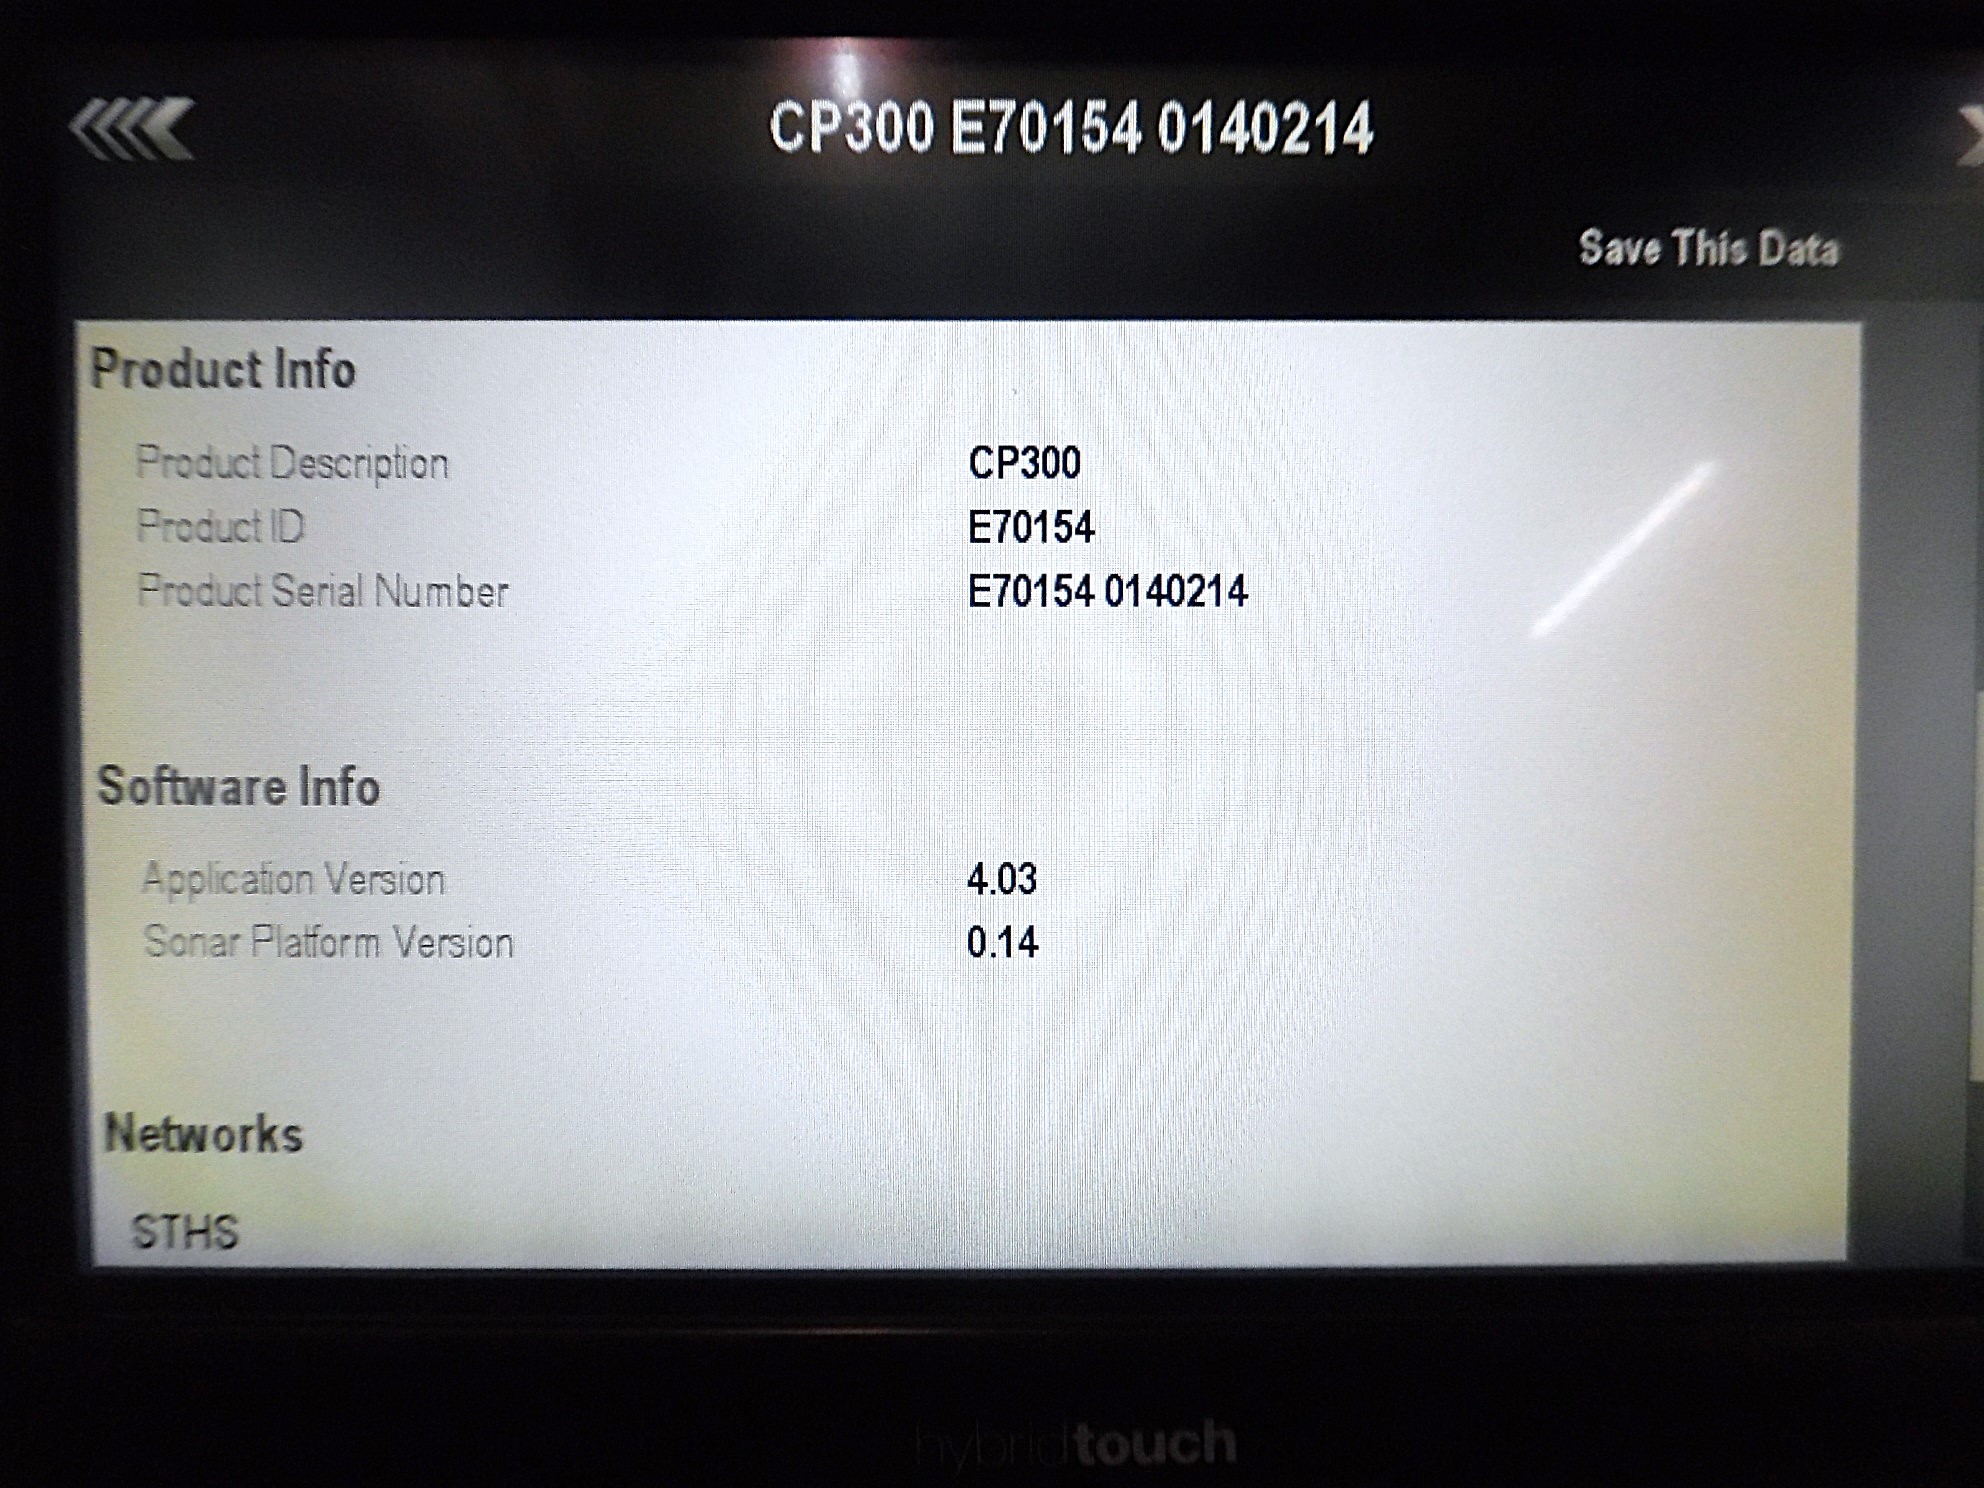 CP300 E70154 0140214
Save This Data
Product Info
Product Description CP300
Product ID E70154
Product Serial Number E70154 0140214
Software Info
Application Version 4.03
Sonar Platform Version 0.14
Networks
STHS
hybridtouch